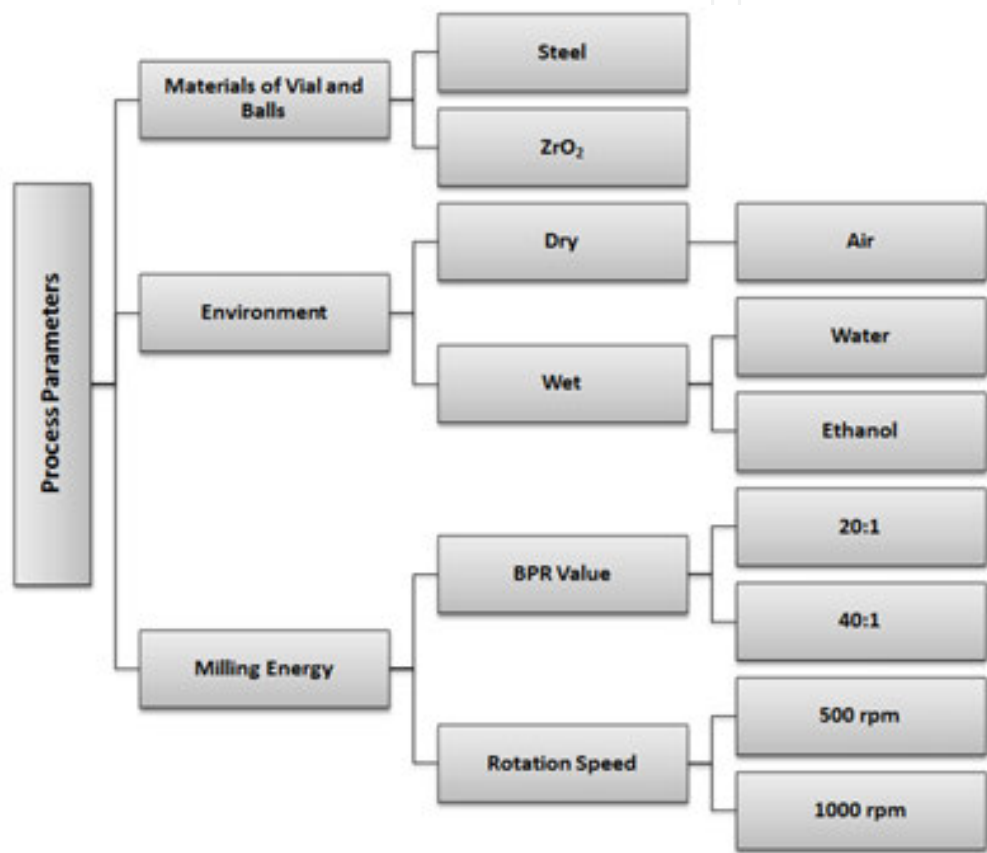 Process Parameters
Materials of Vial and
Balls
Steel
ZrO₂
Environment
Dry
Air
Wet
Water
Ethanol
Milling Energy
BPR Value
20:1
40:1
Rotation Speed
500 rpm
1000 rpm